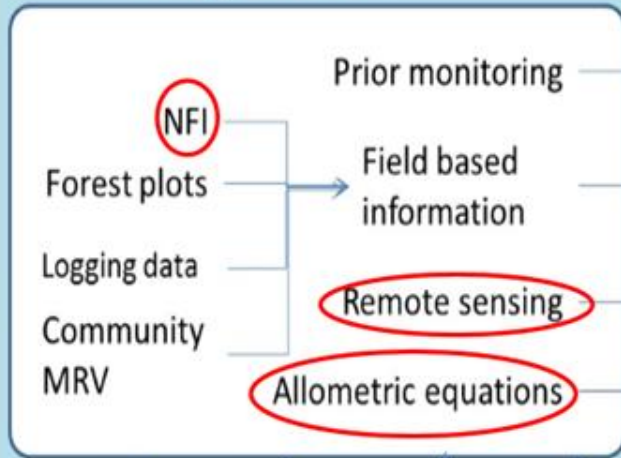 Prior monitoring
NFI
Field based
information
Forest plots
Logging data
Remote sensing
Community
MRV
Allometric equations